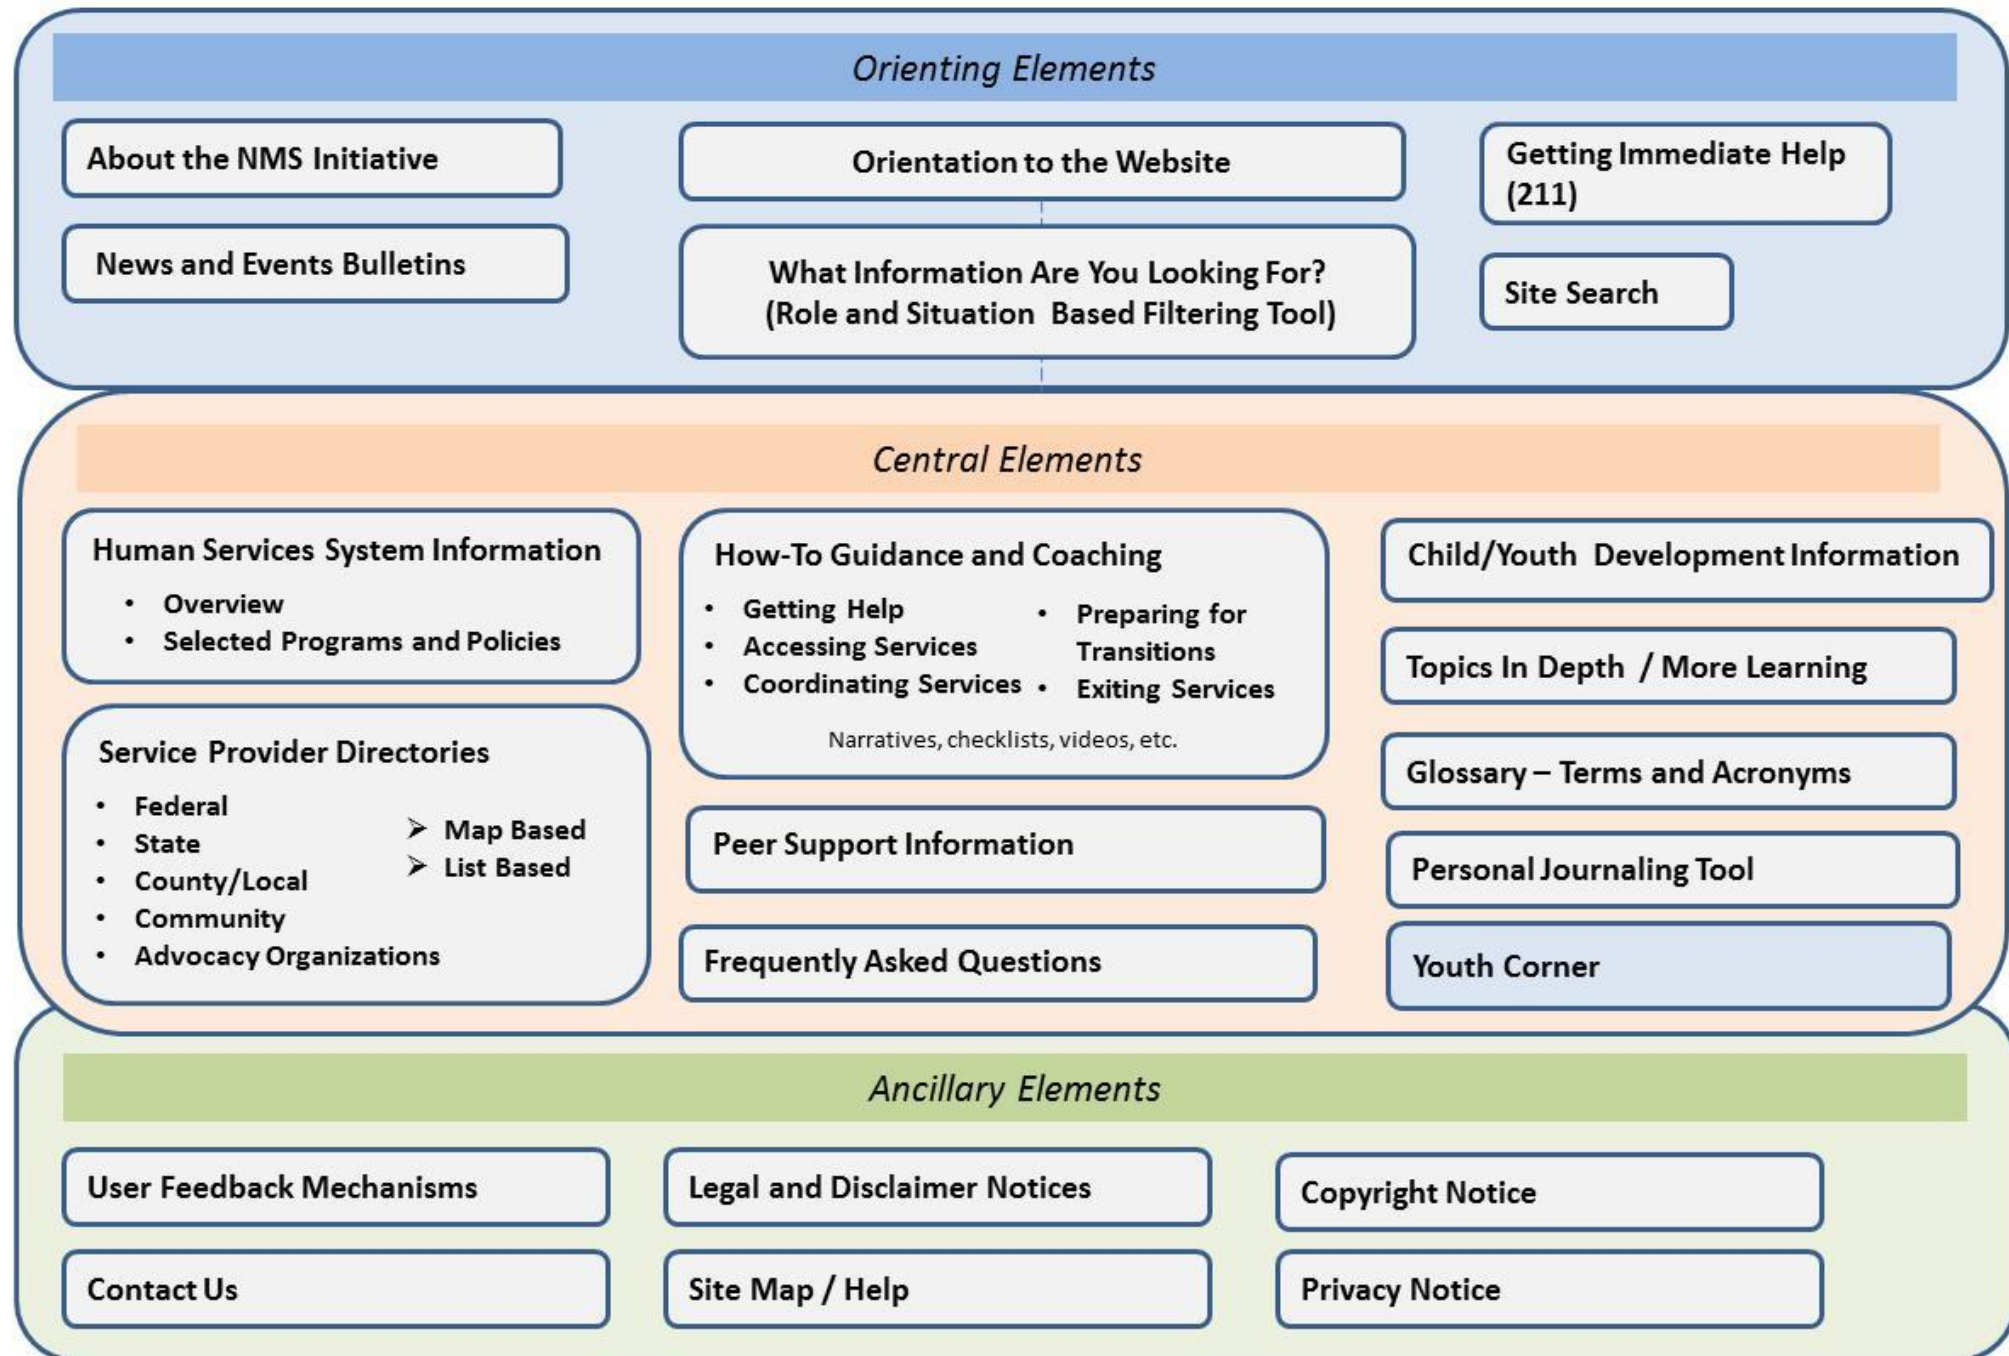 Orienting Elements
About the NMS Initiative
News and Events Bulletins
Orientation to the Website
What Information Are You Looking For?
(Role and Situation Based Filtering Tool)
Getting Immediate Help
(211)
Site Search
Central Elements
Human Services System Information
• Overview
• Selected Programs and Policies
Service Provider Directories
• Federal
• State
• County/Local
• Community
• Advocacy Organizations
➢ Map Based
➢ List Based
How-To Guidance and Coaching
• Getting Help
• Accessing Services
• Coordinating Services
• Preparing for
Transitions
• Exiting Services
Narratives, checklists, videos, etc.
Peer Support Information
Frequently Asked Questions
Child/Youth Development Information
Topics In Depth / More Learning
Glossary – Terms and Acronyms
Personal Journaling Tool
Youth Corner
Ancillary Elements
User Feedback Mechanisms
Legal and Disclaimer Notices
Copyright Notice
Contact Us
Site Map / Help
Privacy Notice